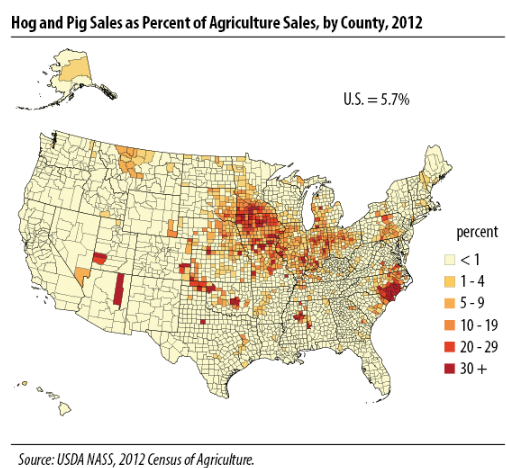 Hog and Pig Sales as Percent of Agriculture Sales, by County, 2012
U.S. = 5.7%
percent
< 1
1 - 4
5 - 9
10 - 19
20 - 29
30 +
Source: USDA NASS, 2012 Census of Agriculture.